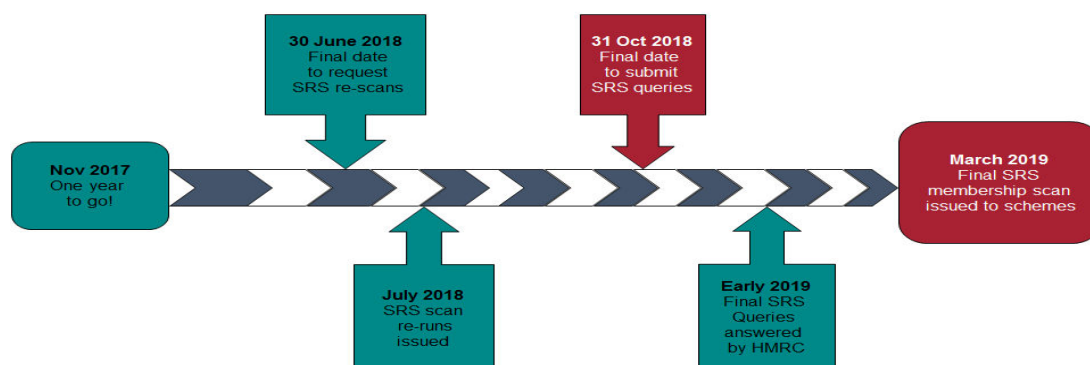 30 June 2018
Final date
to request
SRS re-scans
31 Oct 2018
Final date
to submit
SRS queries
Nov 2017
One year
to go!
March 2019
Final SRS
membership scan
issued to schemes
July 2018
SRS scan
re-runs
issued
Early 2019
Final SRS
Queries
answered
by HMRC